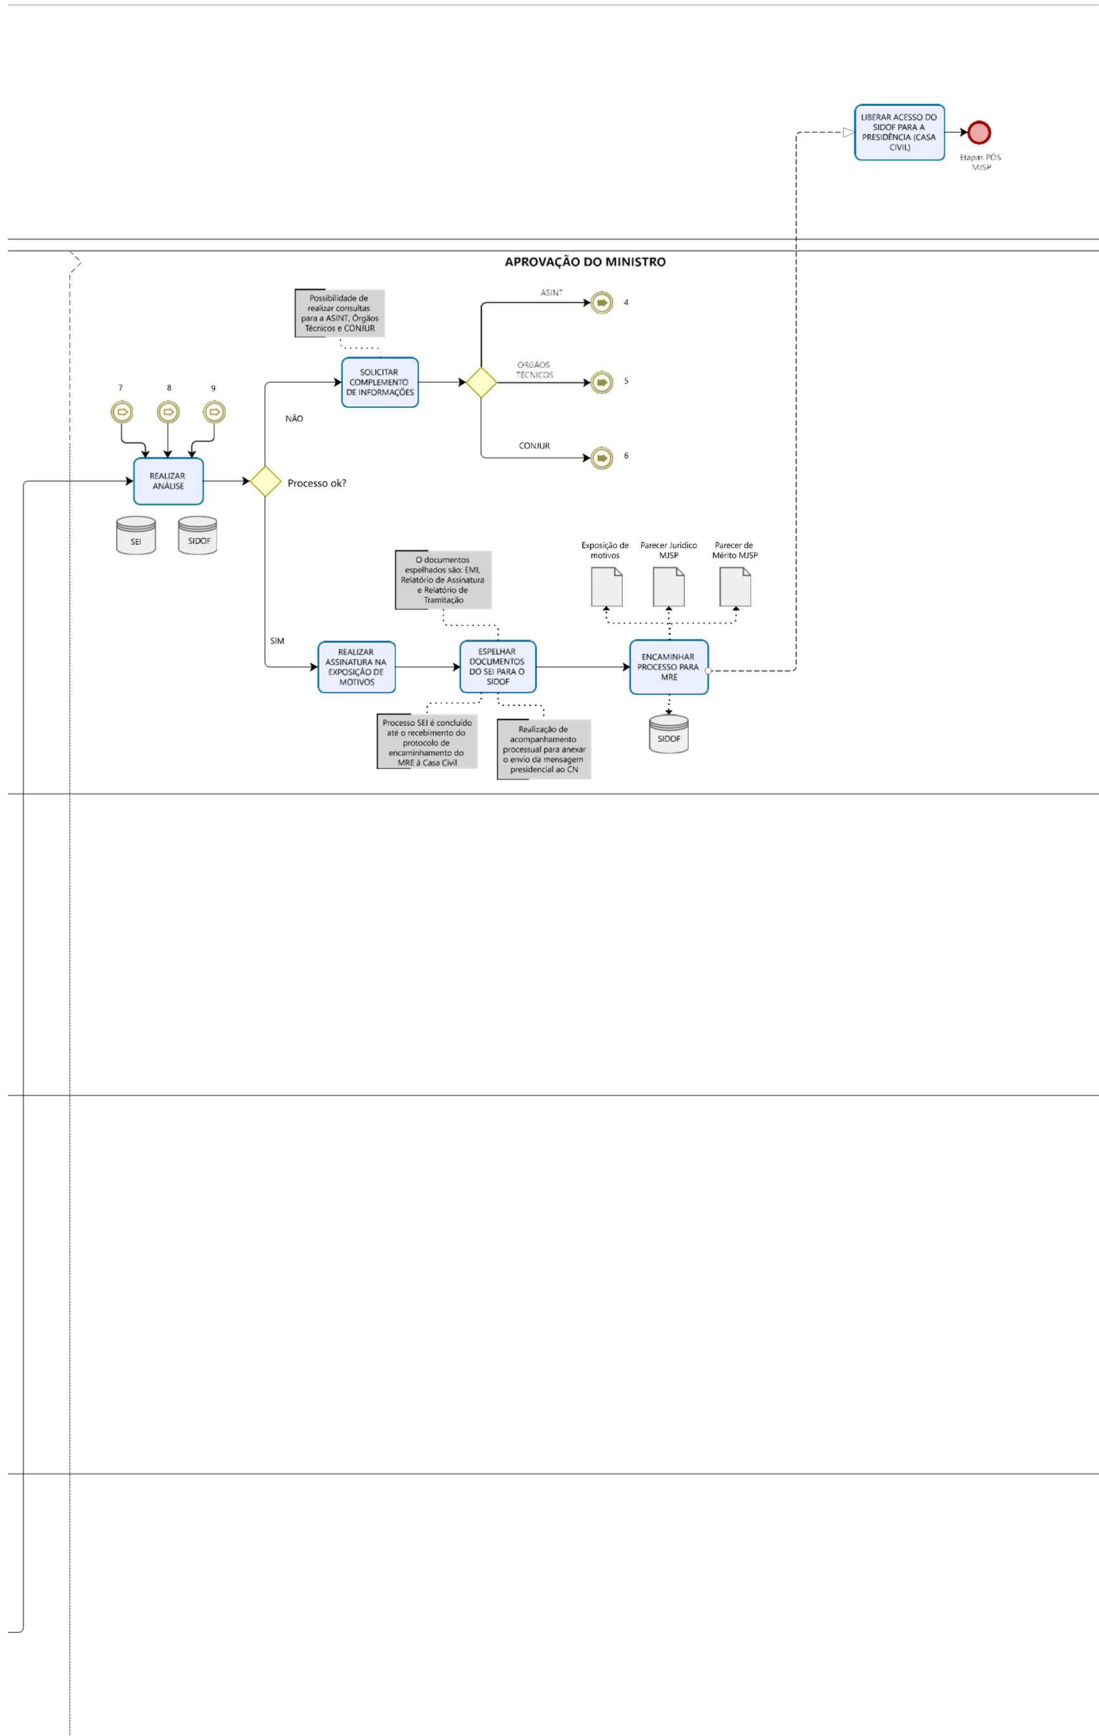 LIBERAR ACESSO DO
SIDOF PARA A
PRESIDÊNCIA (CASA
CIVIL)
Etapas PÓS
MJSP
APROVAÇÃO DO MINISTRO
Possibilidade de
realizar consultas
para a ASINT, Órgãos
Técnicos e CONJUR
ASINT
4
SOLICITAR
COMPLEMENTO
DE INFORMAÇÕES
ÓRGÃOS
TÉCNICOS
5
7
8
9
NÃO
CONJUR
6
REALIZAR
ANÁLISE
Processo ok?
SEI
SIDOF
O documentos
espelhados são: EMI,
Relatório de Assinatura
e Relatório de
Tramitação
Exposição de
motivos
Parecer Jurídico
MJSP
Parecer de
Mérito MJSP
SIM
REALIZAR
ASSINATURA NA
EXPOSIÇÃO DE
MOTIVOS
ESPELHAR
DOCUMENTOS
DO SEI PARA O
SIDOF
ENCAMINHAR
PROCESSO PARA
MRE
Processo SEI é concluído
até o recebimento do
protocolo de
encaminhamento do
MRE à Casa Civil
Realização de
acompanhamento
processual para anexar
o envio da mensagem
presidencial ao CN
SIDOF